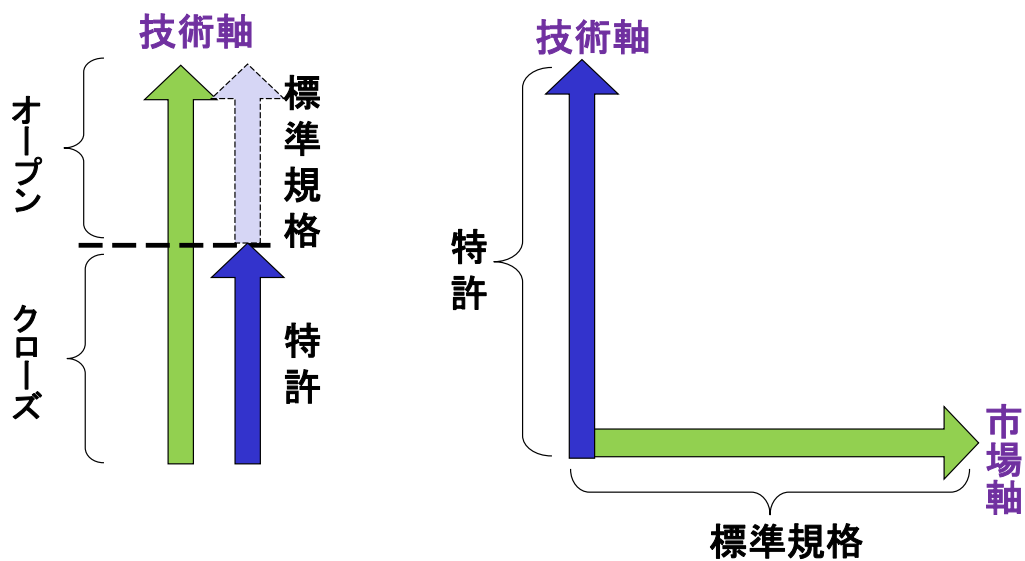 技術軸
オープン
標準規格
クローズ
特許
技術軸
特許
市場軸
標準規格